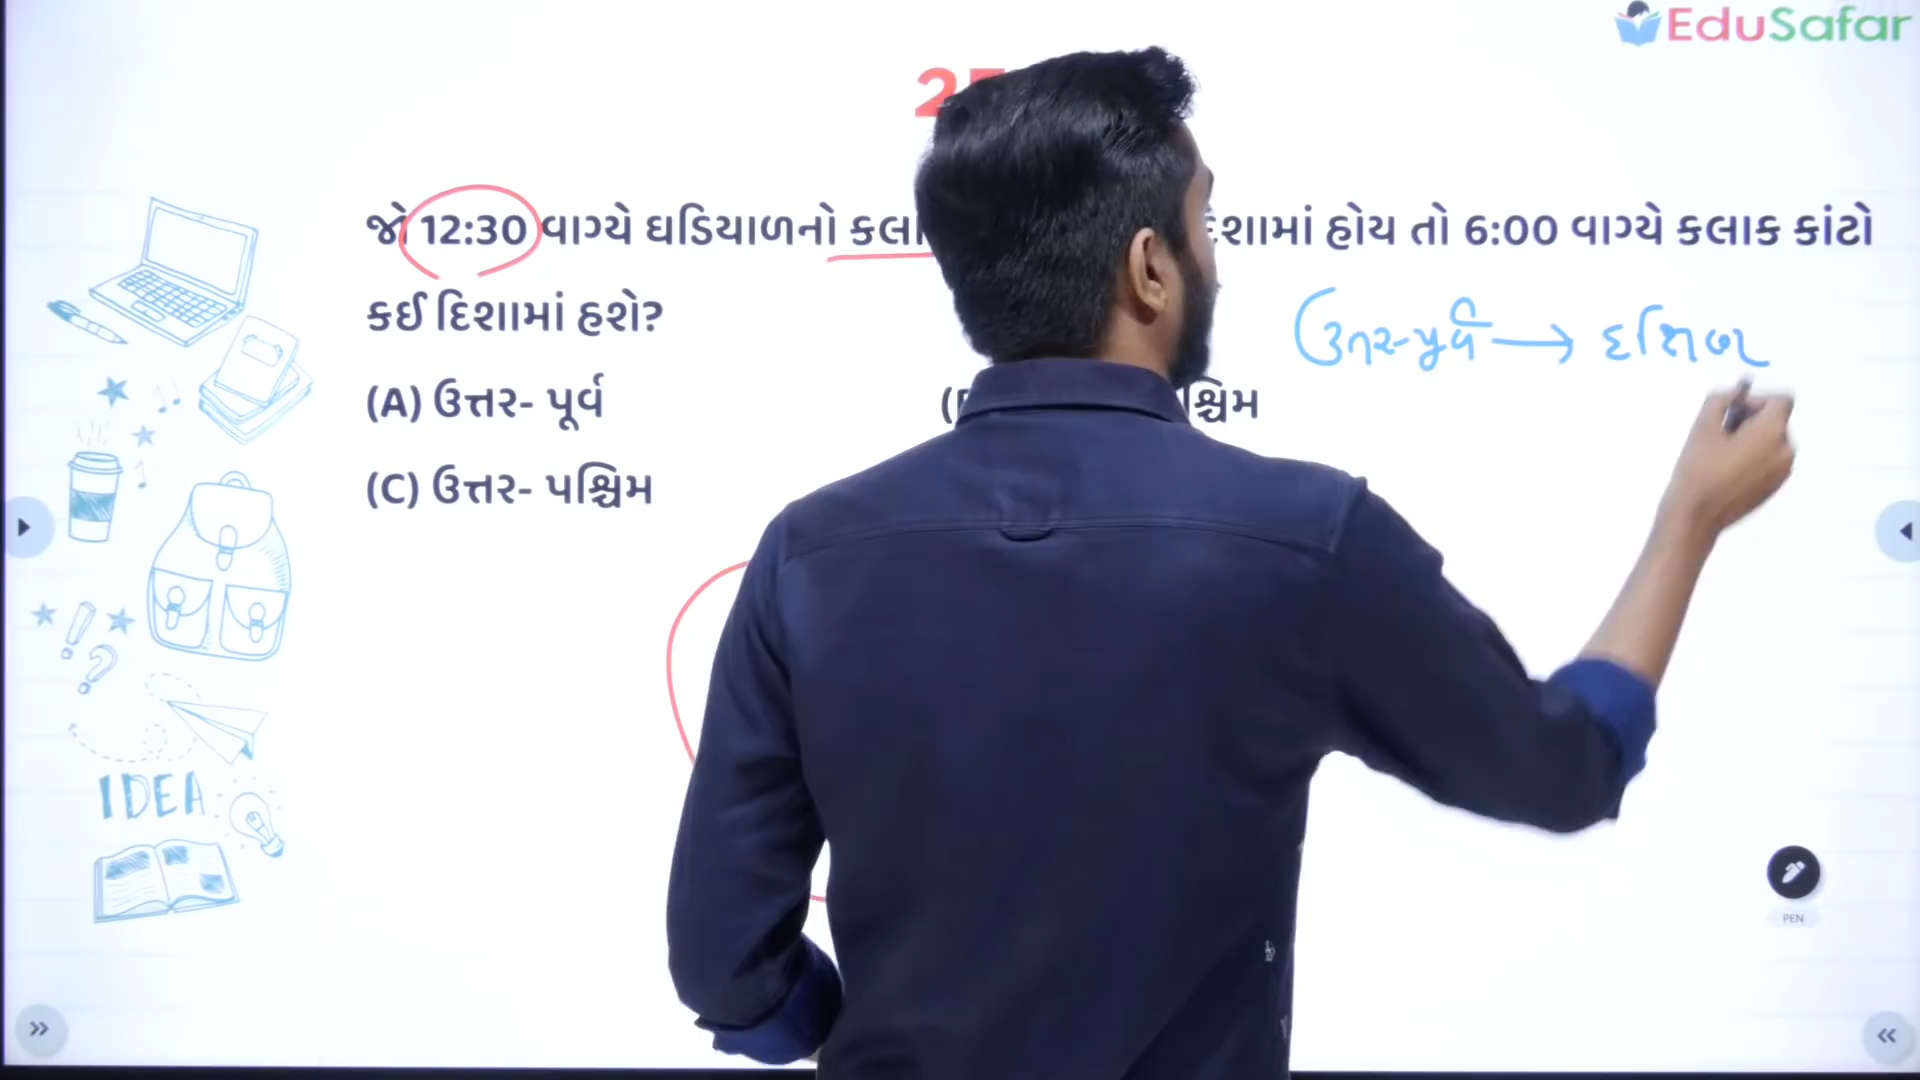 EduSafar
જો 12:30 વાગ્યે ઘડિયાળનો હોય તો 6:00 વાગ્યે કલાક કાંટો
કઈ દિશામાં હશે?
ઉત્તર-પૂર્વ → દક્ષિણ
(A) ઉત્તર- પૂર્વ
(C) ઉત્તર- પશ્ચિમ
IDEA
PEN